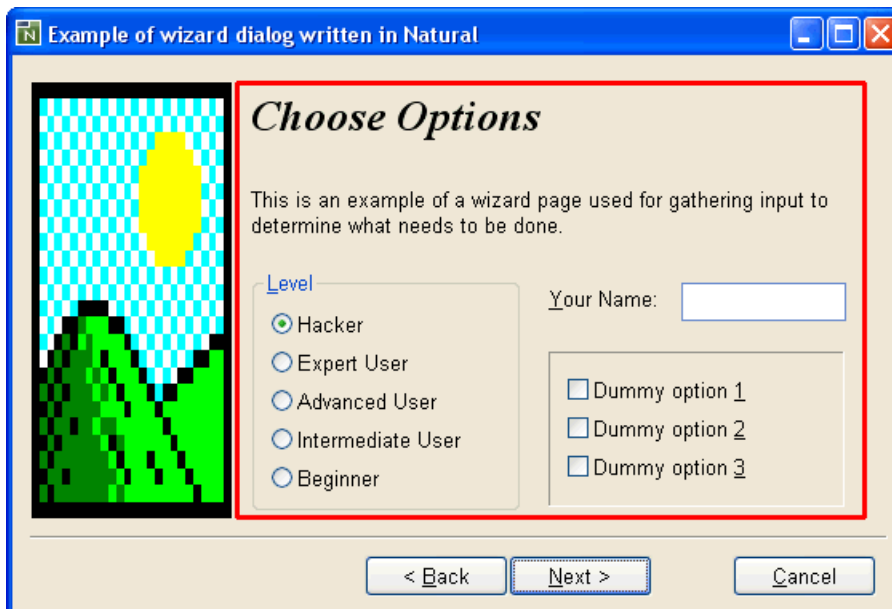 Example of wizard dialog written in Natural
Choose Options
This is an example of a wizard page used for gathering input to
determine what needs to be done.
Level
Hacker
Expert User
Advanced User
Intermediate User
Beginner
Your Name:
Dummy option 1
Dummy option 2
Dummy option 3
< Back
Next >
Cancel